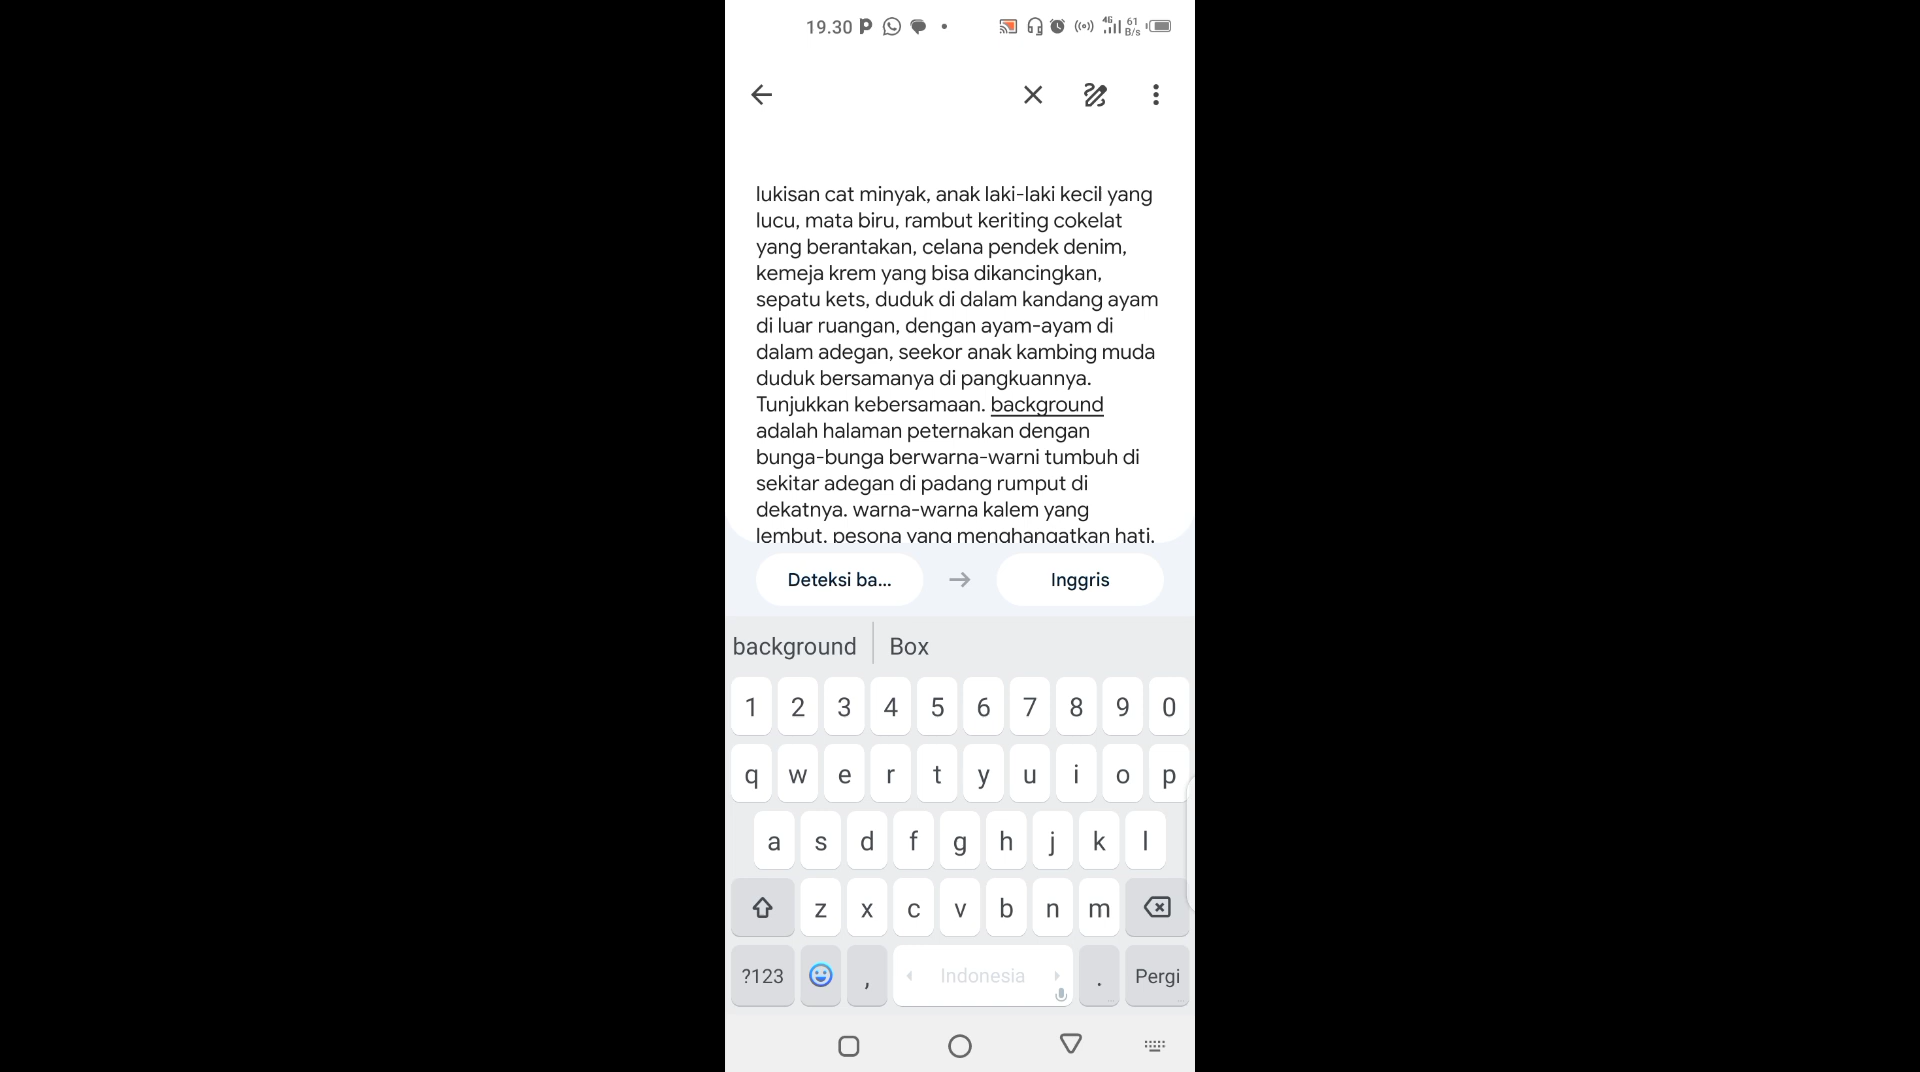 19.30
4G
61
B/s
lukisan cat minyak, anak laki-laki kecil yang
lucu, mata biru, rambut keriting cokelat
yang berantakan, celana pendek denim,
kemeja krem yang bisa dikancingkan,
sepatu kets, duduk di dalam kandang ayam
di luar ruangan, dengan ayam-ayam di
dalam adegan, seekor anak kambing muda
duduk bersamanya di pangkuannya.
Tunjukkan kebersamaan. background
adalah halaman peternakan dengan
bunga-bunga berwarna-warni tumbuh di
sekitar adegan di padang rumput di
dekatnya. warna-warna kalem yang
lembut. pesona yang menghangatkan hati.
Deteksi ba... Inggris
background Box
1 2 3 4 5 6 7 8 9 0
q w e r t y u i o p
a s d f g h j k l
z x c v b n m
?123 , Indonesia . Pergi